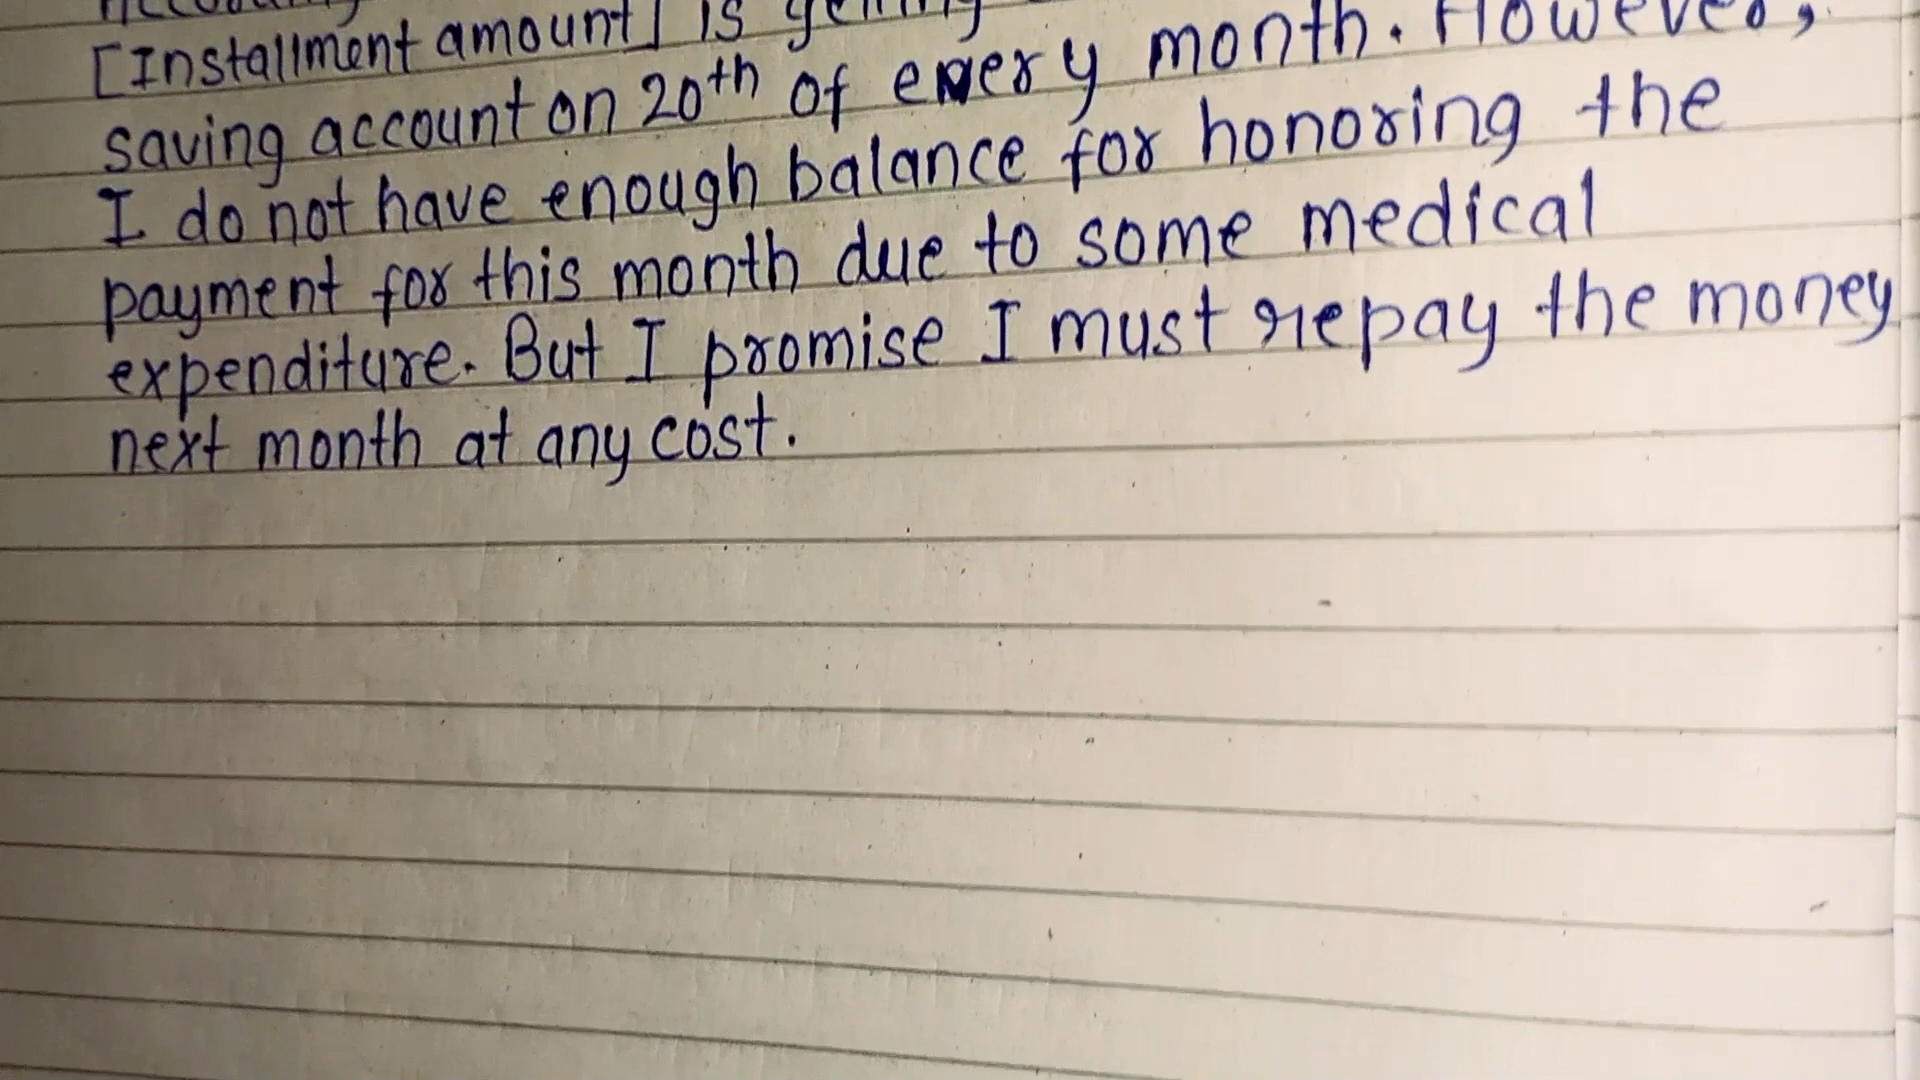 [Installment amount] is getting
saving account on 20th of every month. However,
I do not have enough balance for honoring the
payment for this month due to some medical
expenditure. But I promise I must repay the money
next month at any cost.